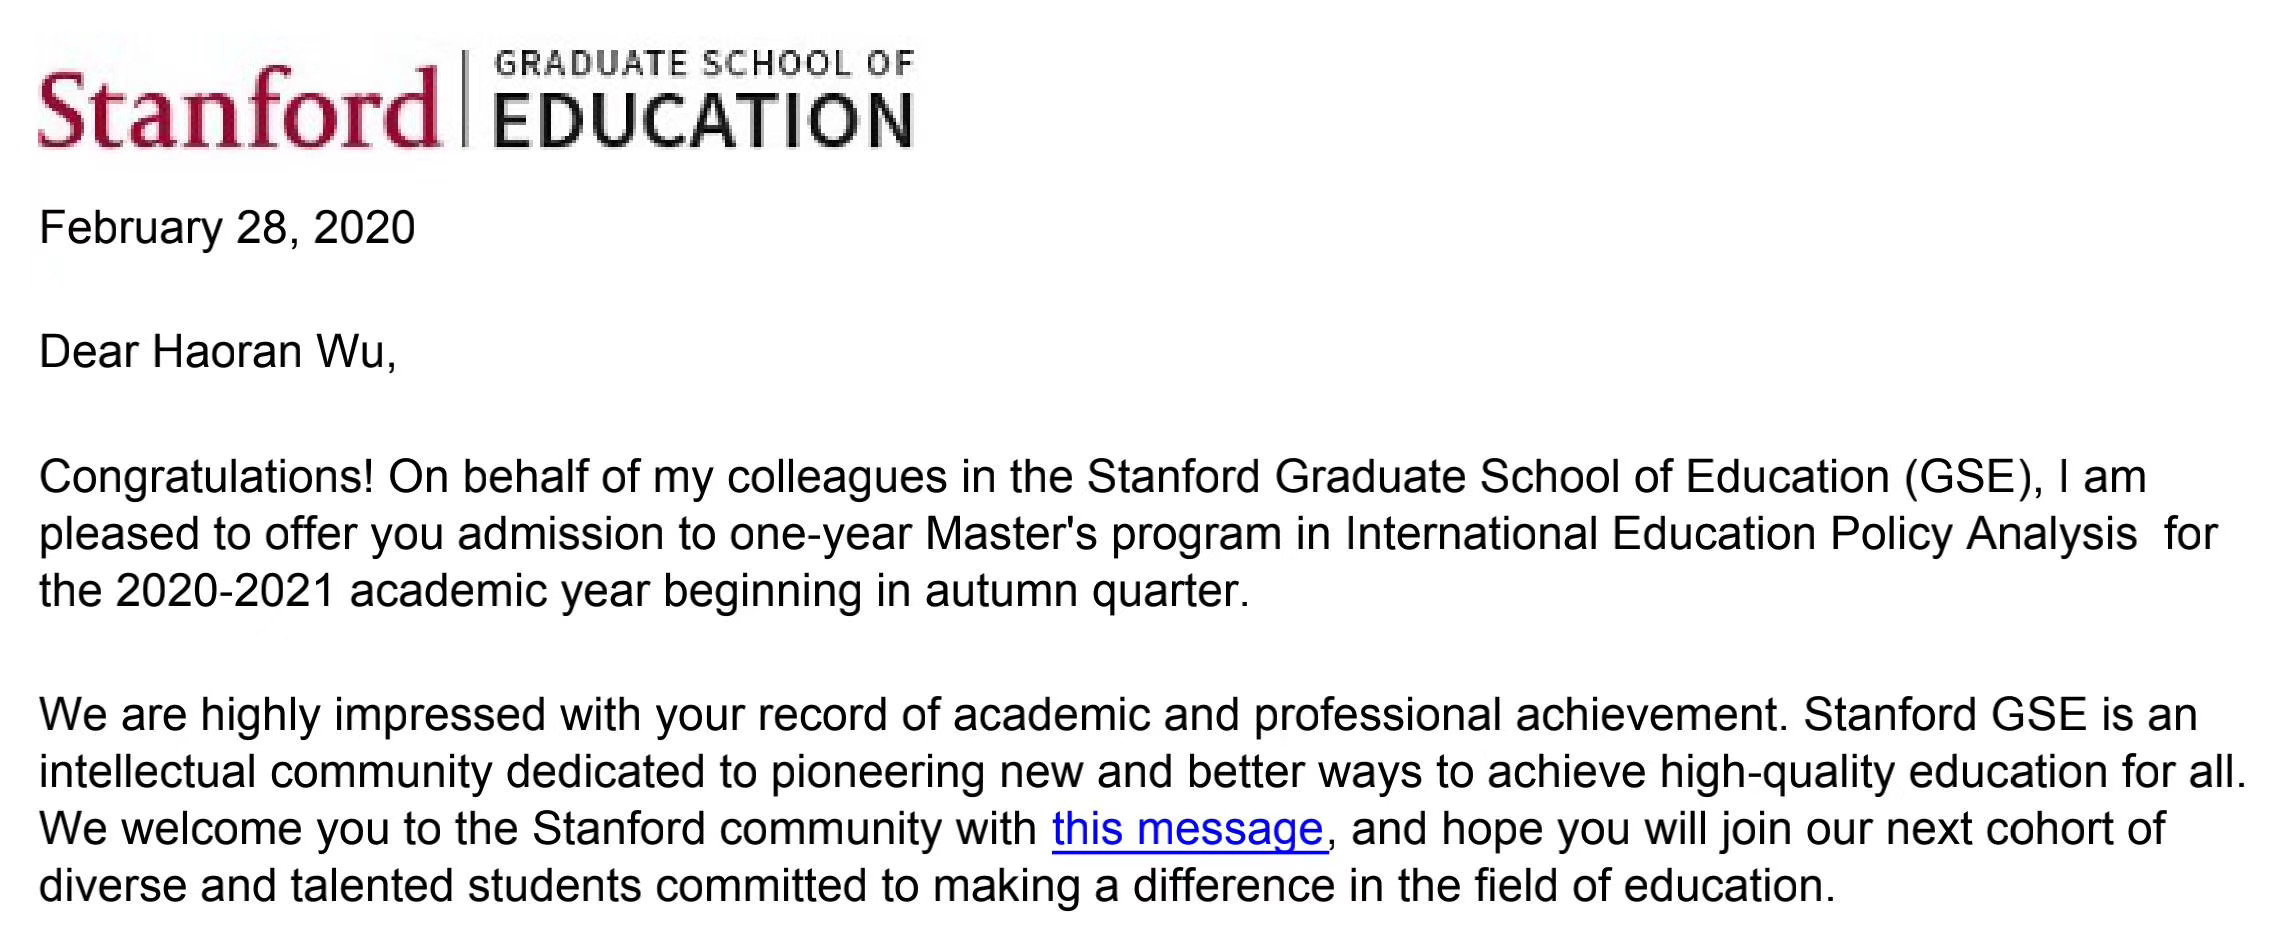 Stanford
GRADUATE SCHOOL OF
EDUCATION
February 28, 2020
Dear Haoran Wu,
Congratulations! On behalf of my colleagues in the Stanford Graduate School of Education (GSE), I am
pleased to offer you admission to one-year Master's program in International Education Policy Analysis  for
the 2020-2021 academic year beginning in autumn quarter.
We are highly impressed with your record of academic and professional achievement. Stanford GSE is an
intellectual community dedicated to pioneering new and better ways to achieve high-quality education for all.
We welcome you to the Stanford community with this message, and hope you will join our next cohort of
diverse and talented students committed to making a difference in the field of education.